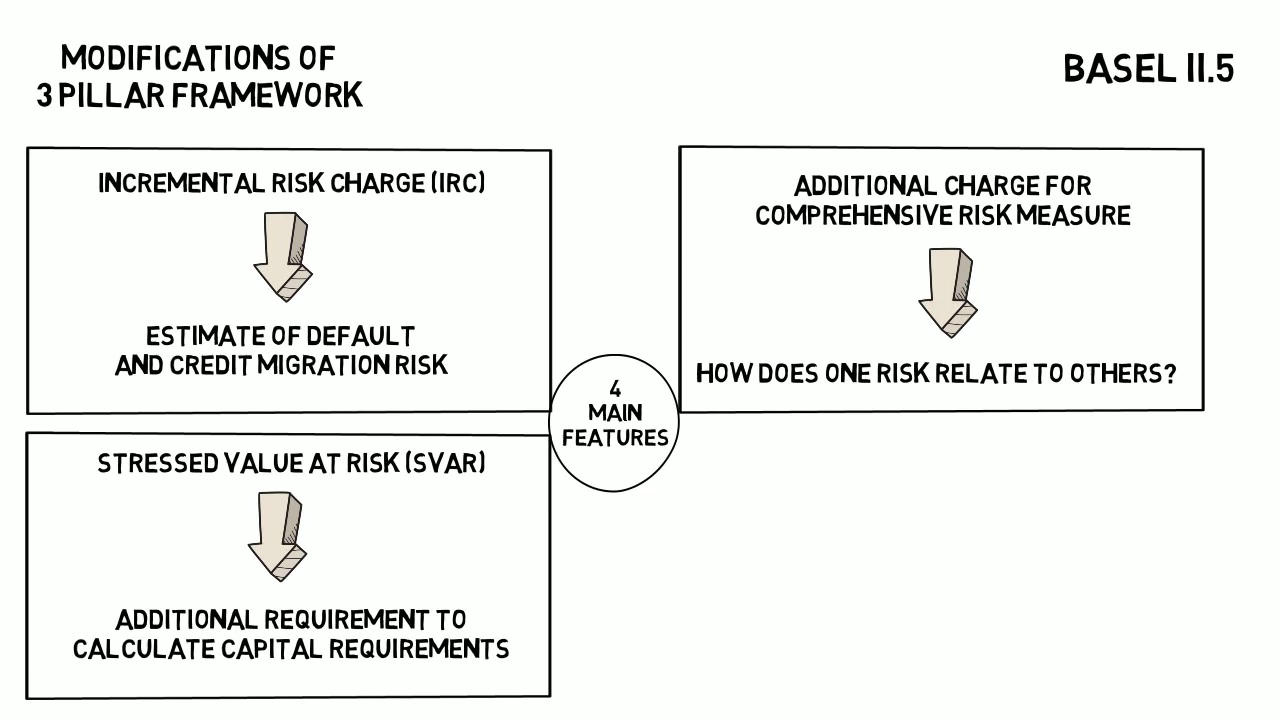 MODIFICATIONS OF
3 PILLAR FRAMEWORK
BASEL II.5
INCREMENTAL RISK CHARGE (IRC)
ESTIMATE OF DEFAULT
AND CREDIT MIGRATION RISK
ADDITIONAL CHARGE FOR
COMPREHENSIVE RISK MEASURE
HOW DOES ONE RISK RELATE TO OTHERS?
4
MAIN
FEATURES
STRESSED VALUE AT RISK (SVAR)
ADDITIONAL REQUIREMENT TO
CALCULATE CAPITAL REQUIREMENTS